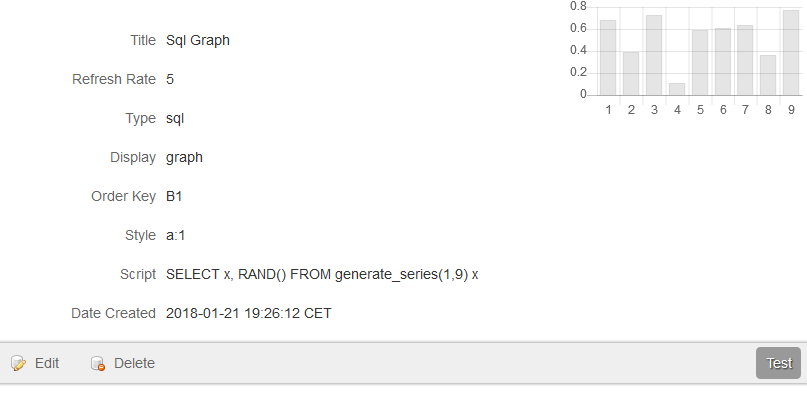 Title Sql Graph
Refresh Rate 5
Type sql
Display graph
Order Key B1
Style a:1
Script SELECT x, RAND() FROM generate_series(1,9) x
Date Created 2018-01-21 19:26:12 CET
0.8
0.6
0.4
0.2
0
1 2 3 4 5 6 7 8 9
Edit Delete Test